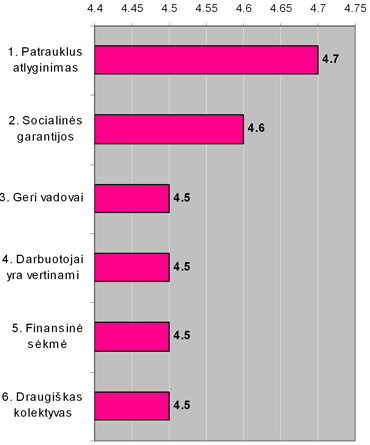 4.4 4.45 4.5 4.55 4.6 4.65 4.7 4.75
1. Patrauklus
atlyginimas
4.7
2. Socialinės
garantijos
4.6
3. Geri vadovai
4.5
4. Darbuotojai
yra vertinami
4.5
5. Finansinė
sėkmė
4.5
6. Draugiškas
kolektyvas
4.5